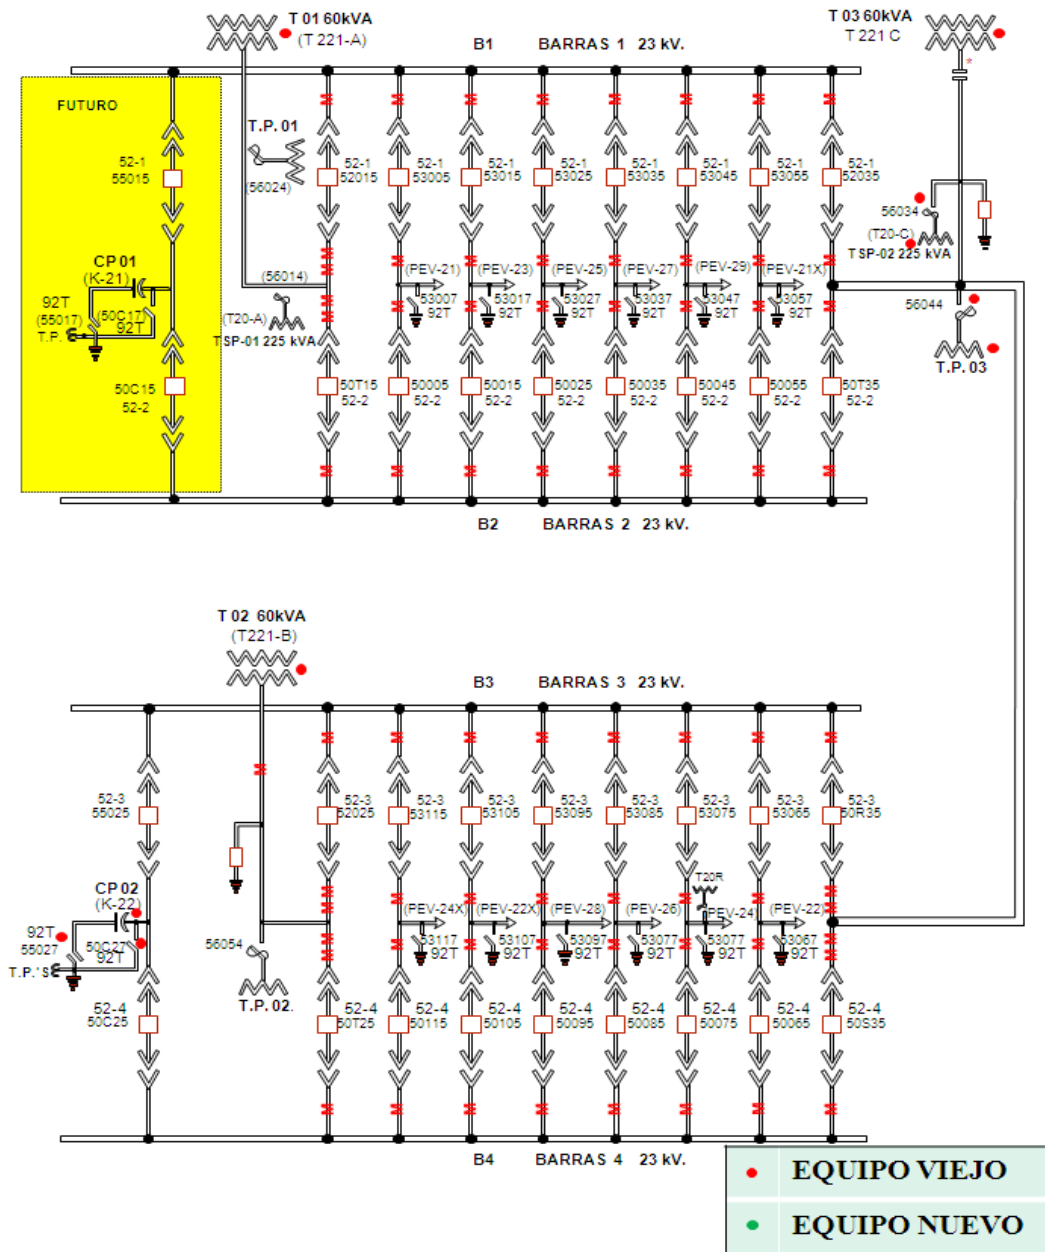 T 01 60kVA
(T 221-A)
B1 BARRAS 1 23 kV.
T 03 60kVA
T 221 C
*
FUTURO
T.P. 01
(56024)
52-1
55015
52-1
52015
52-1
53005
52-1
53015
52-1
53025
52-1
53035
52-1
53045
52-1
53055
52-1
52035
56034
(T20-C)
TSP-02 225 kVA
CP 01
(K-21)
92T
(55017)
T.P.'
(50C17)
92T
(56014)
(T20-A)
TSP-01 225 kVA
(PEV-21)
(PEV-23)
(PEV-25)
(PEV-27)
(PEV-29)
(PEV-21X)
53007
92T
53017
92T
53027
92T
53037
92T
53047
92T
53057
92T
56044
T.P. 03
50C15
52-2
50T15
52-2
50005
52-2
50015
52-2
50025
52-2
50035
52-2
50045
52-2
50055
52-2
50T35
52-2
B2 BARRAS 2 23 kV.
T 02 60kVA
(T221-B)
B3 BARRAS 3 23 kV.
52-3
55025
52-3
52025
52-3
53115
52-3
53105
52-3
53095
52-3
53085
52-3
53075
52-3
53065
52-3
50R35
CP 02
(K-22)
92T
55027
T.P.'S
50C27
92T
56054
T.P. 02.
T20R
(PEV-24X)
(PEV-22X)
(PEV-28)
(PEV-26)
(PEV-24)
(PEV-22)
53117
92T
53107
92T
53097
92T
53077
92T
53077
92T
53067
92T
52-4
50C25
52-4
50T25
52-4
50115
52-4
50105
52-4
50095
52-4
50085
52-4
50075
52-4
50065
52-4
50S35
B4 BARRAS 4 23 kV.
EQUIPO VIEJO
EQUIPO NUEVO